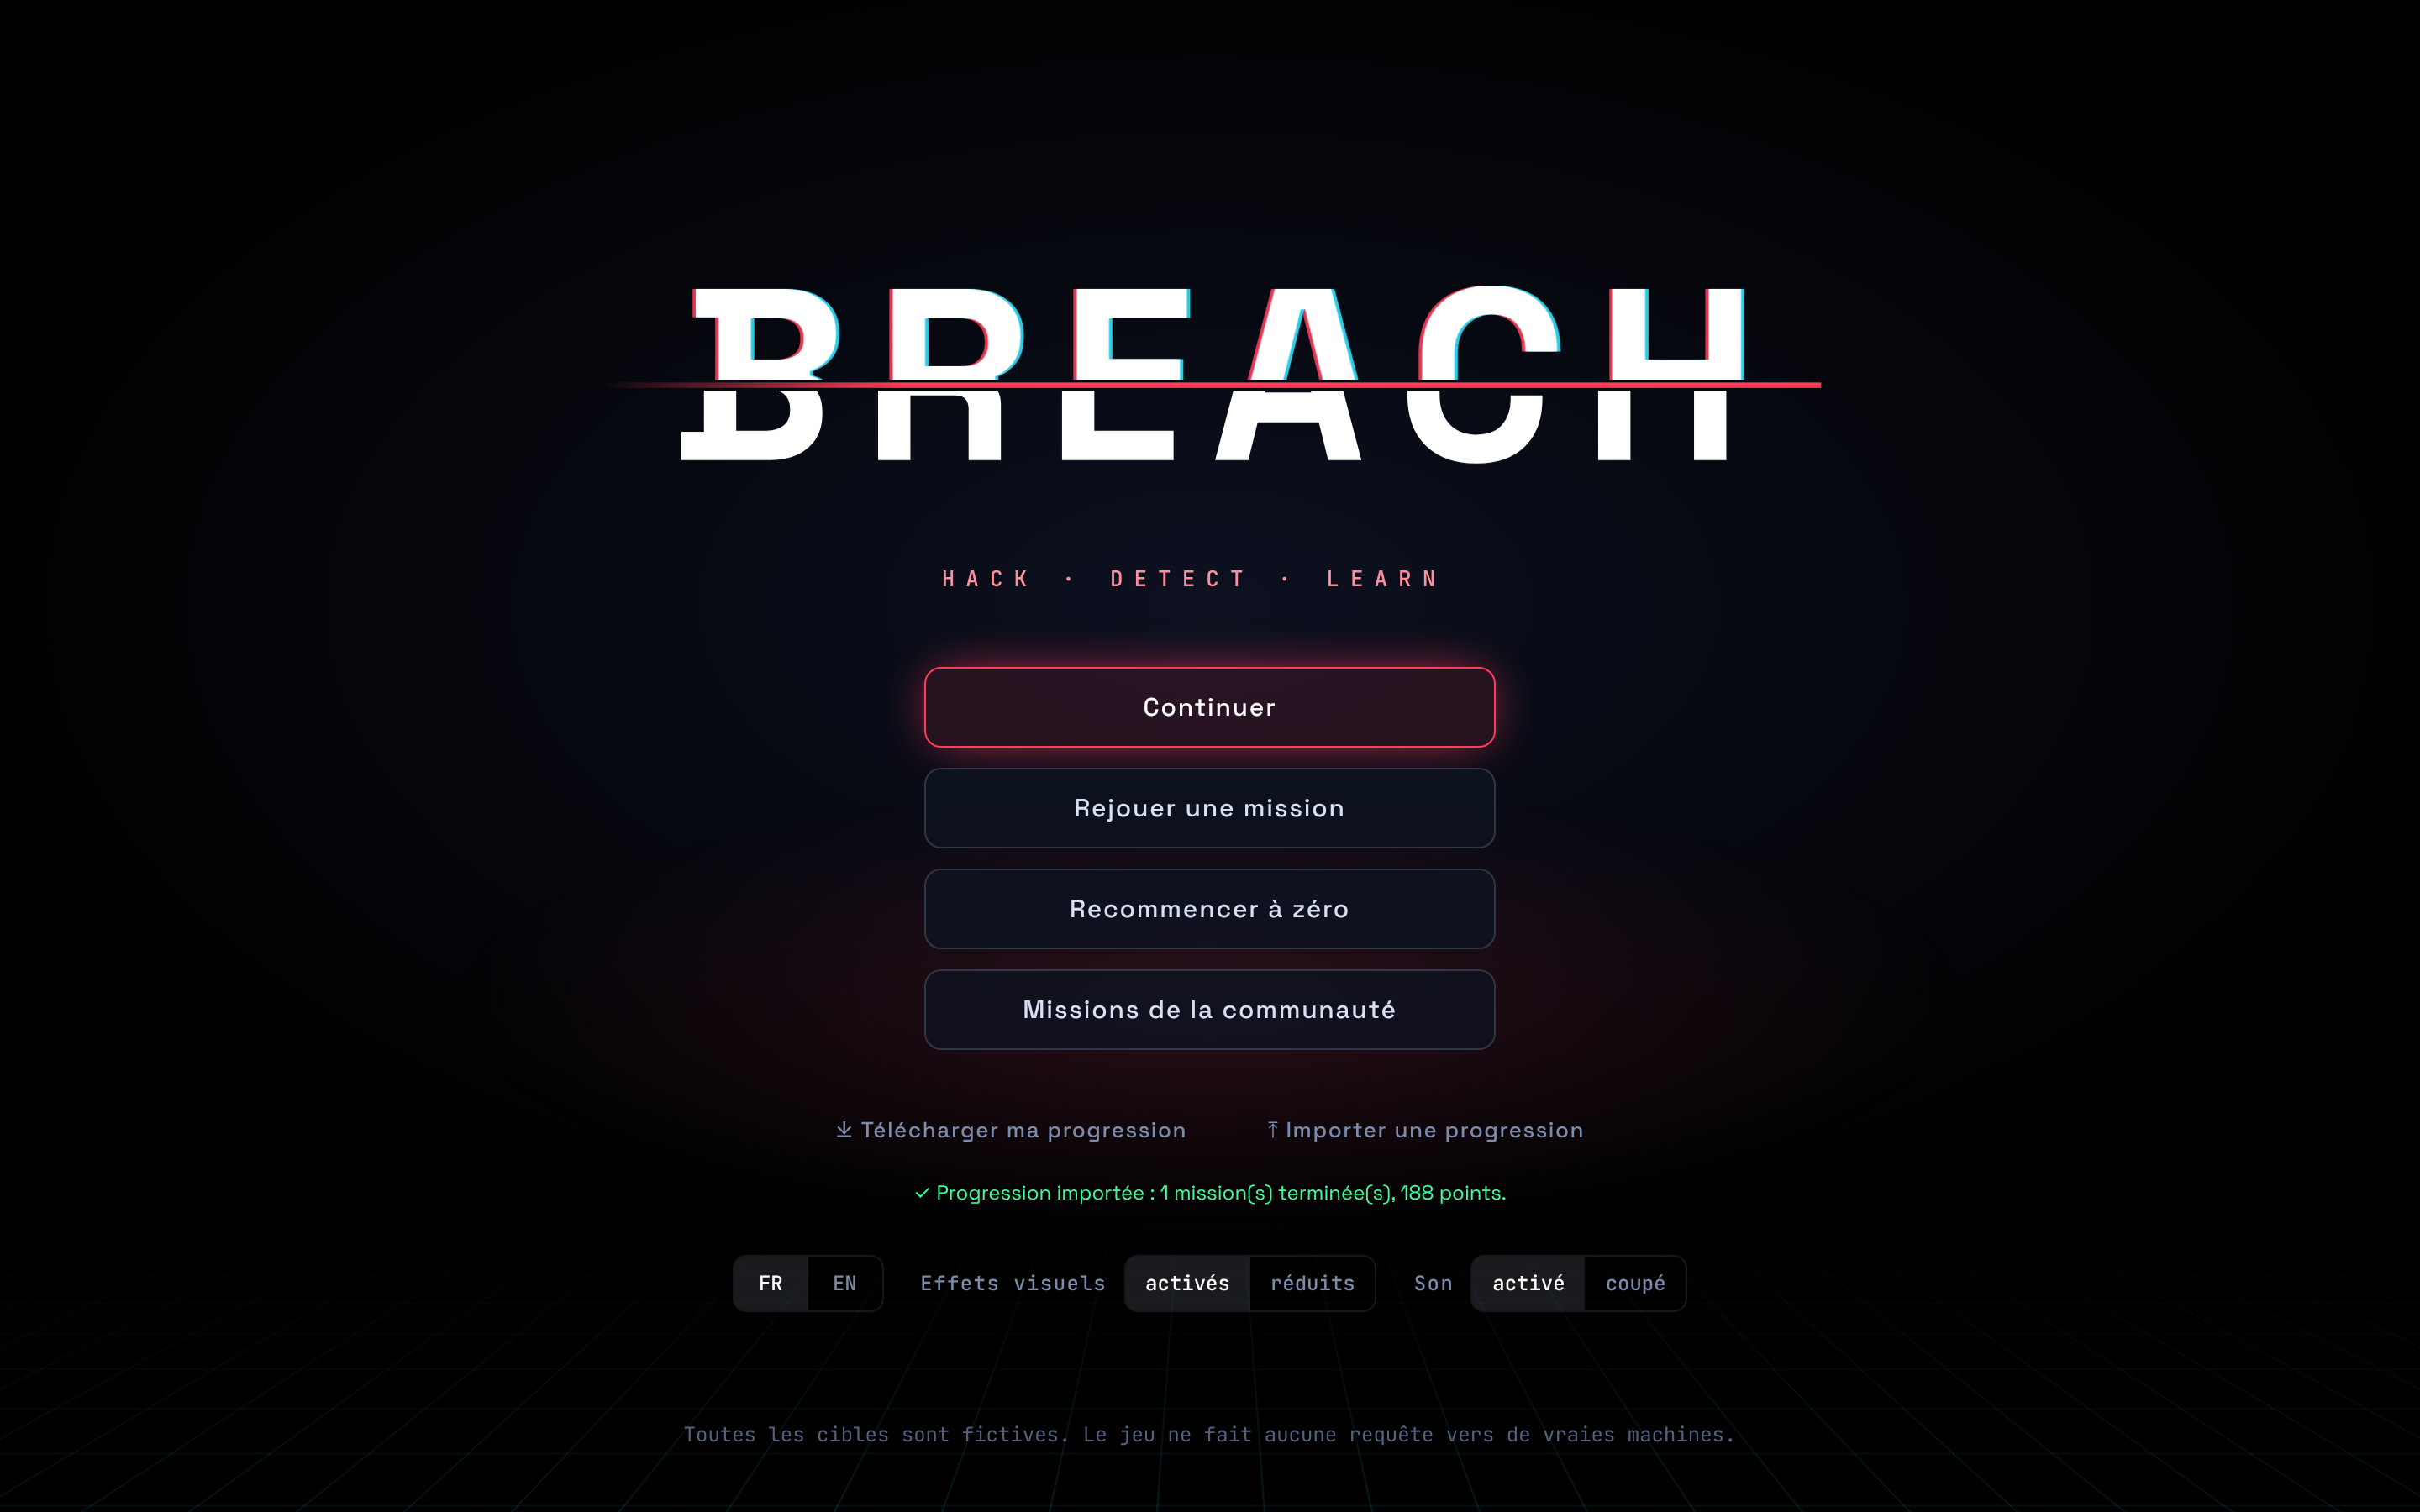 BREACH
HACK · DETECT · LEARN
Continuer
Rejouer une mission
Recommencer à zéro
Missions de la communauté
Télécharger ma progression Importer une progression
✓ Progression importée : 1 mission(s) terminée(s), 188 points.
FR EN Effets visuels activés réduits Son activé coupé
Toutes les cibles sont fictives. Le jeu ne fait aucune requête vers de vraies machines.